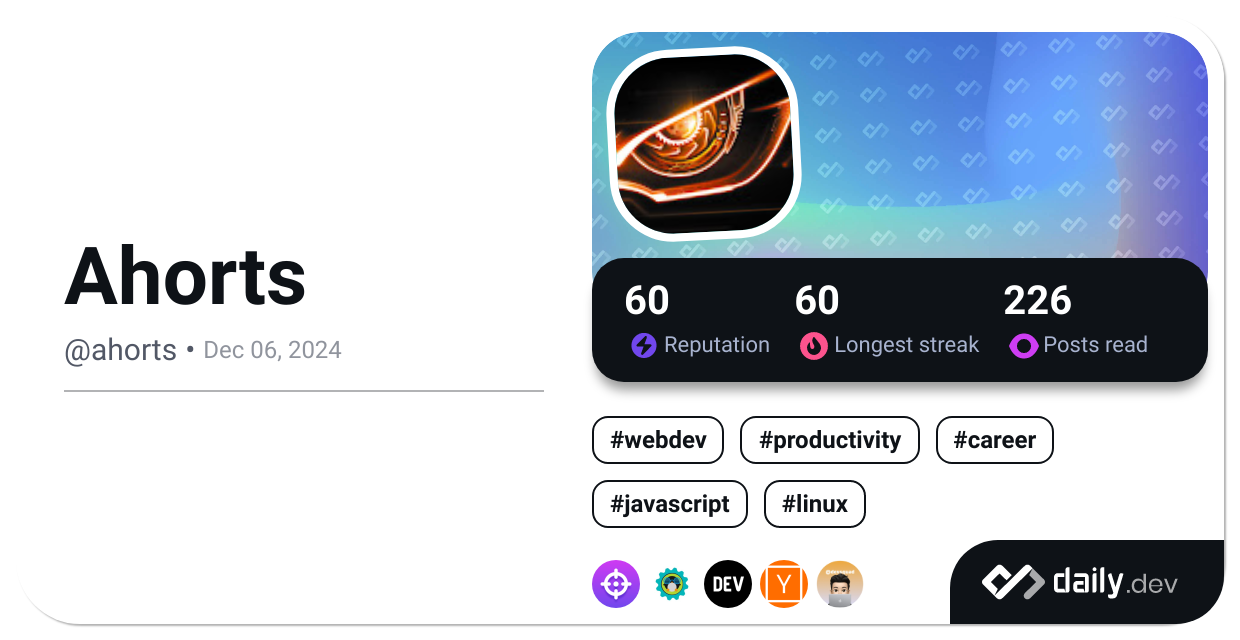 Ahorts
@ahorts • Dec 06, 2024
60 60 226
Reputation Longest streak Posts read
#webdev #productivity #career
#javascript #linux
DEV Y
daily.dev